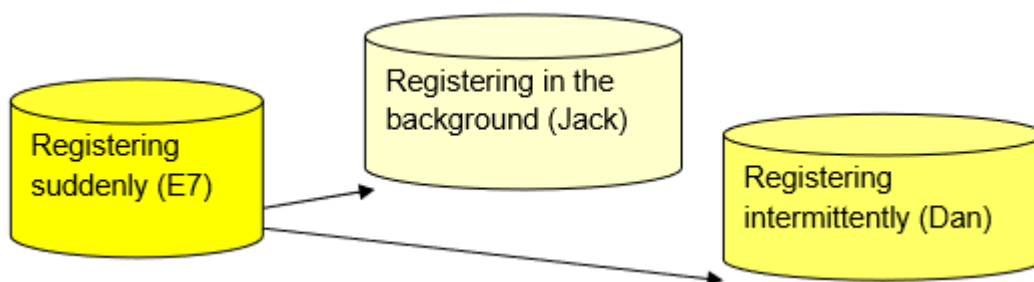 Registering
suddenly (E7)
Registering in the
background (Jack)
Registering
intermittently (Dan)